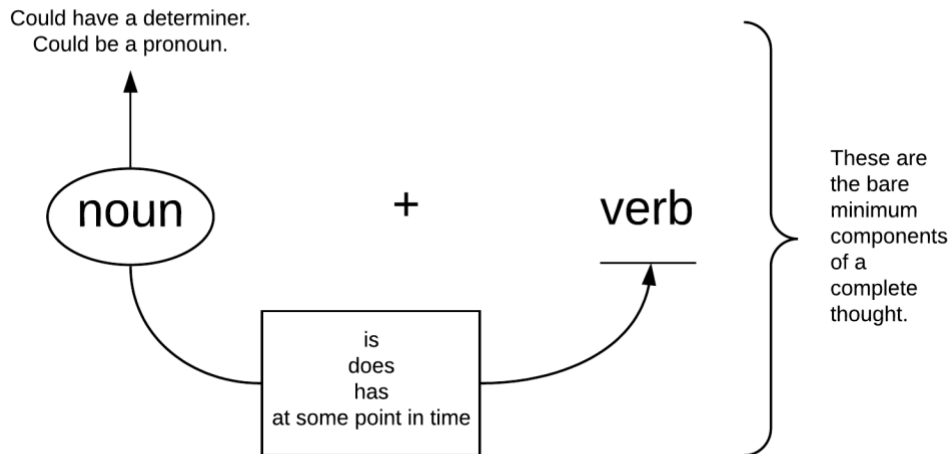 Could have a determiner.
Could be a pronoun.
noun
+
verb
is
does
has
at some point in time
These are
the bare
minimum
components
of a
complete
thought.